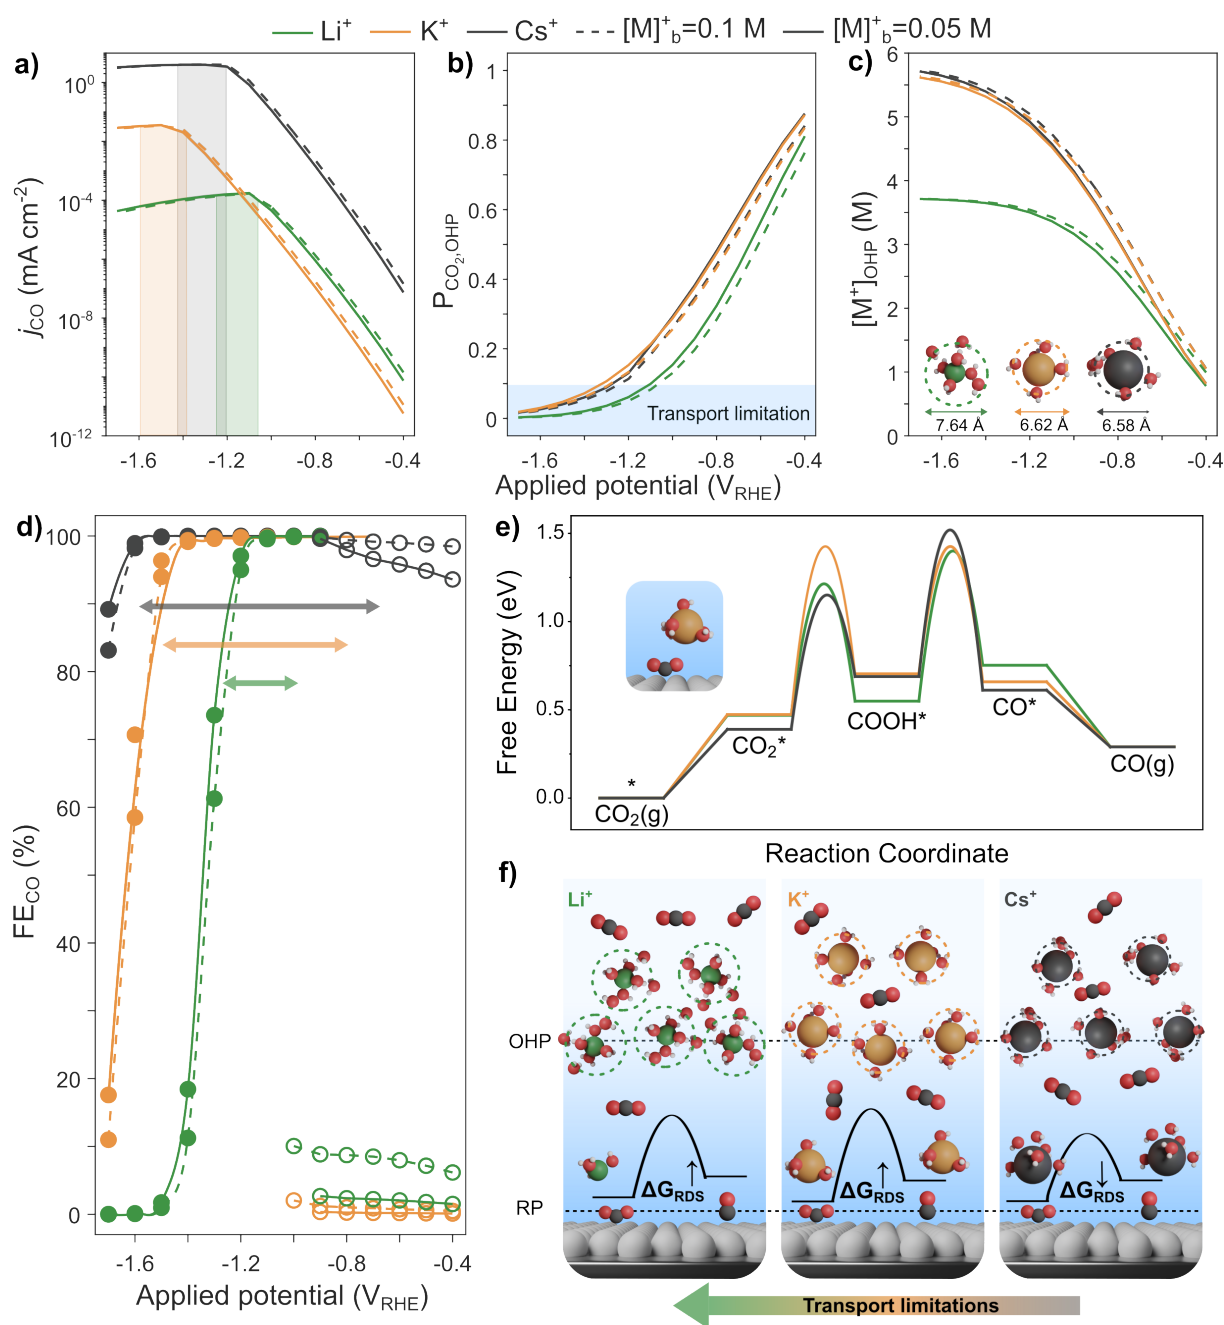 Li⁺ K⁺ Cs⁺ [M]⁺b=0.1 M [M]⁺b=0.05 M
a)
10⁰
10⁻⁴
10⁻⁸
10⁻¹²
jCO (mA cm⁻²)
-1.6 -1.2 -0.8 -0.4
b)
1
0.8
0.6
0.4
0.2
0
PCO₂,OHP
Transport limitation
-1.6 -1.2 -0.8 -0.4
c)
6
5
4
3
2
1
0
[M⁺]OHP (M)
7.64 Å 6.62 Å 6.58 Å
-1.6 -1.2 -0.8 -0.4
Applied potential (VRHE)
d)
100
80
60
40
20
0
FECO (%)
-1.6 -1.2 -0.8 -0.4
Applied potential (VRHE)
e)
1.5
1.0
0.5
0.0
Free Energy (eV)
*
CO₂(g)
CO₂*
COOH*
CO*
CO(g)
Reaction Coordinate
f)
Li⁺ K⁺ Cs⁺
OHP
ΔGRDS↑ ΔGRDS↑ ΔGRDS↓
RP
Transport limitations